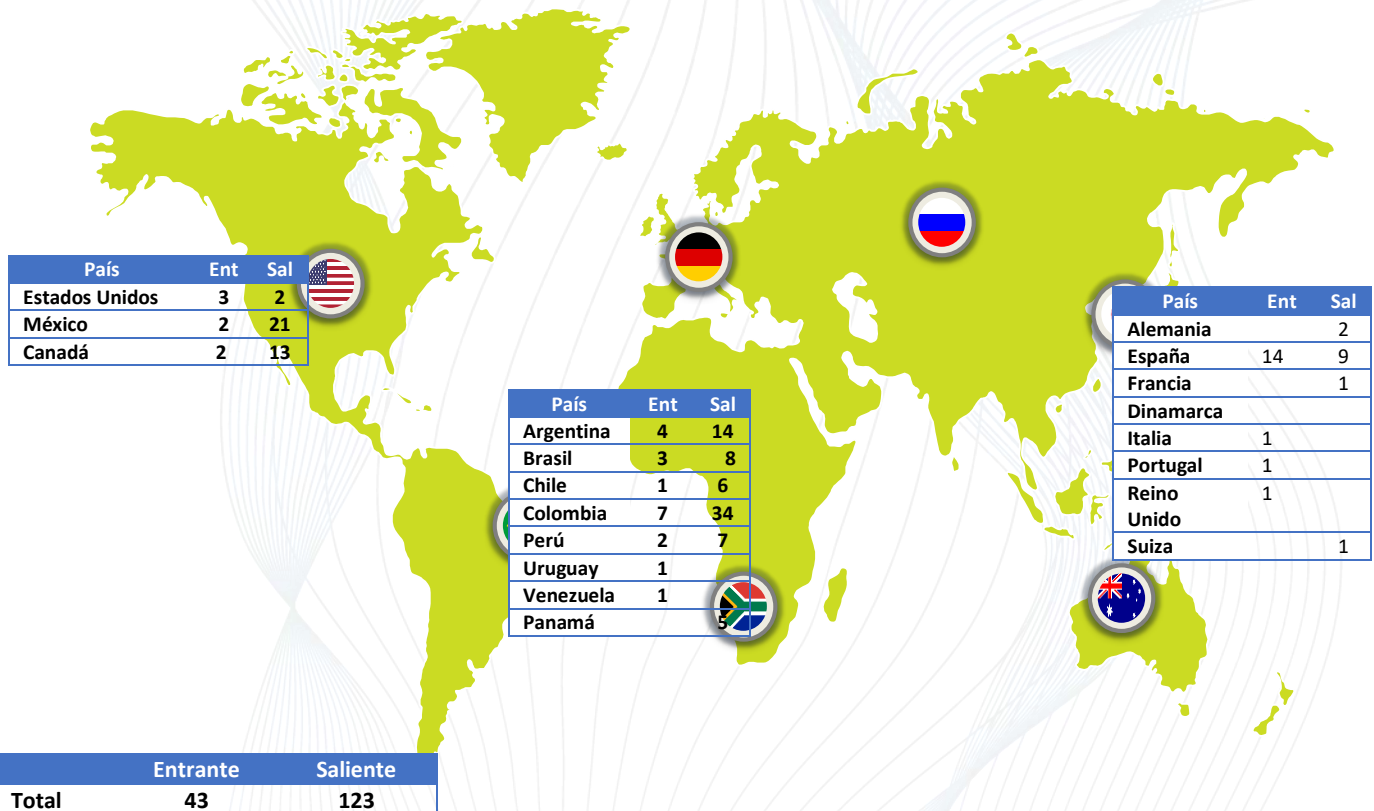 País Ent Sal
Estados Unidos 3 2
México 2 21
Canadá 2 13
País Ent Sal
Argentina 4 14
Brasil 3 8
Chile 1 6
Colombia 7 34
Perú 2 7
Uruguay 1
Venezuela 1
Panamá 5
País Ent Sal
Alemania 2
España 14 9
Francia 1
Dinamarca
Italia 1
Portugal 1
Reino 1
Unido
Suiza 1
Entrante Saliente
Total 43 123